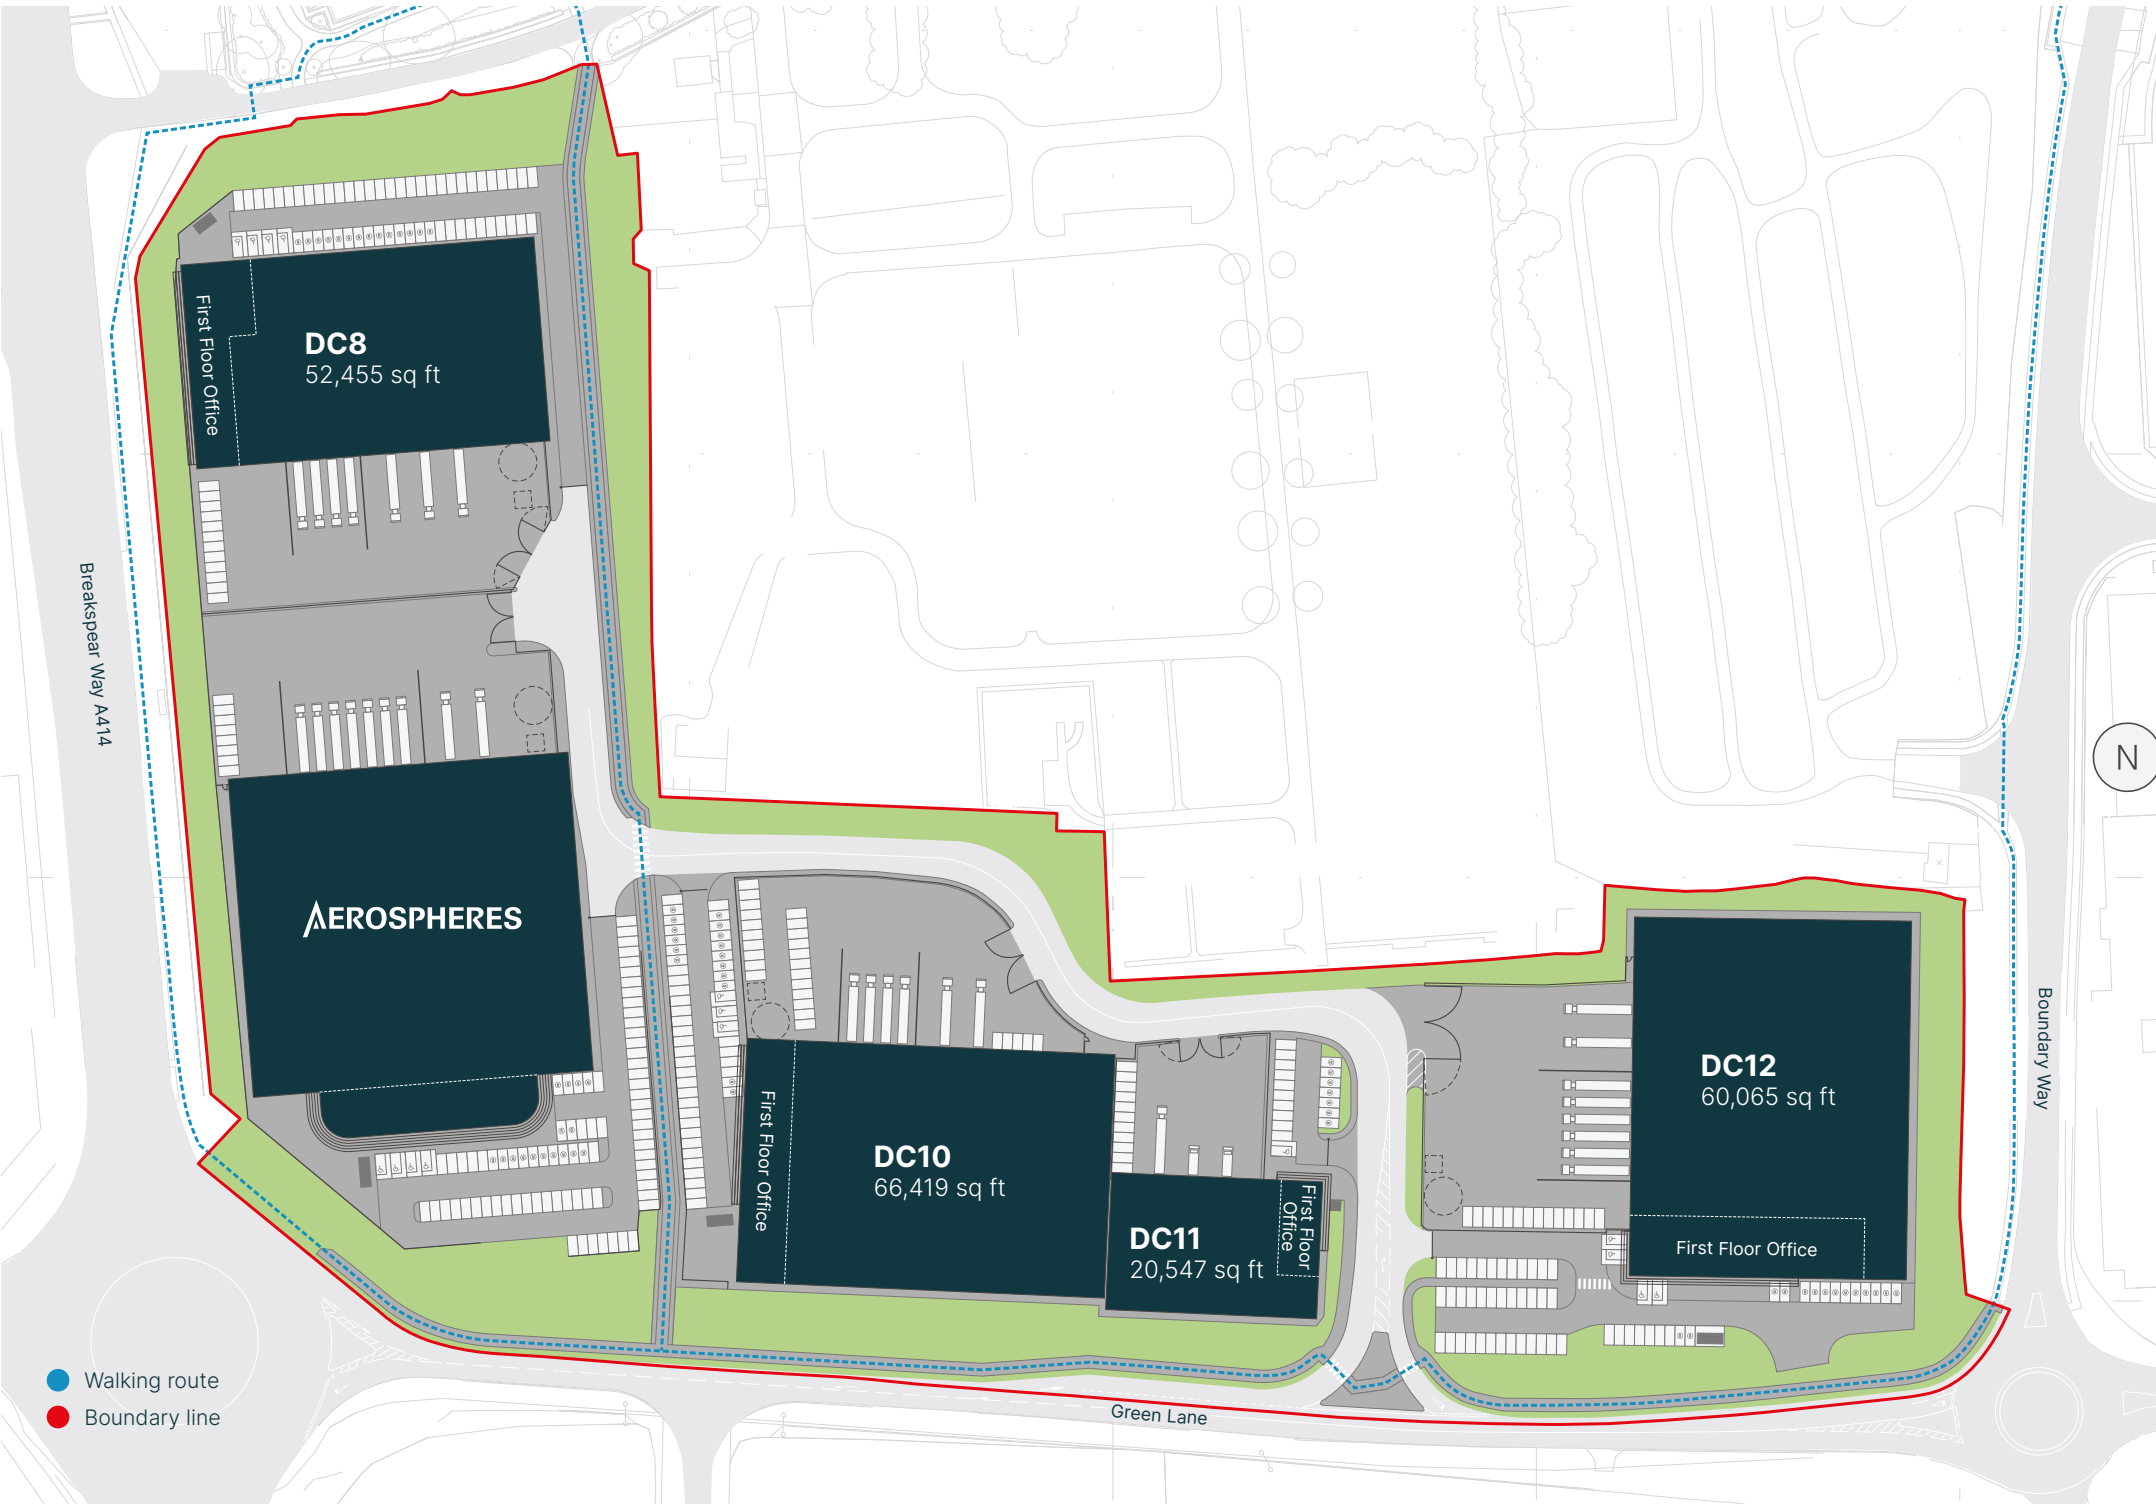 DC8
52,455 sq ft
First Floor Office
Breakspear Way A414
AEROSPHERES
N
DC12
60,065 sq ft
First Floor Office
Boundary Way
DC10
66,419 sq ft
First Floor Office
DC11
20,547 sq ft
First Floor
Office
Walking route
Boundary line
Green Lane